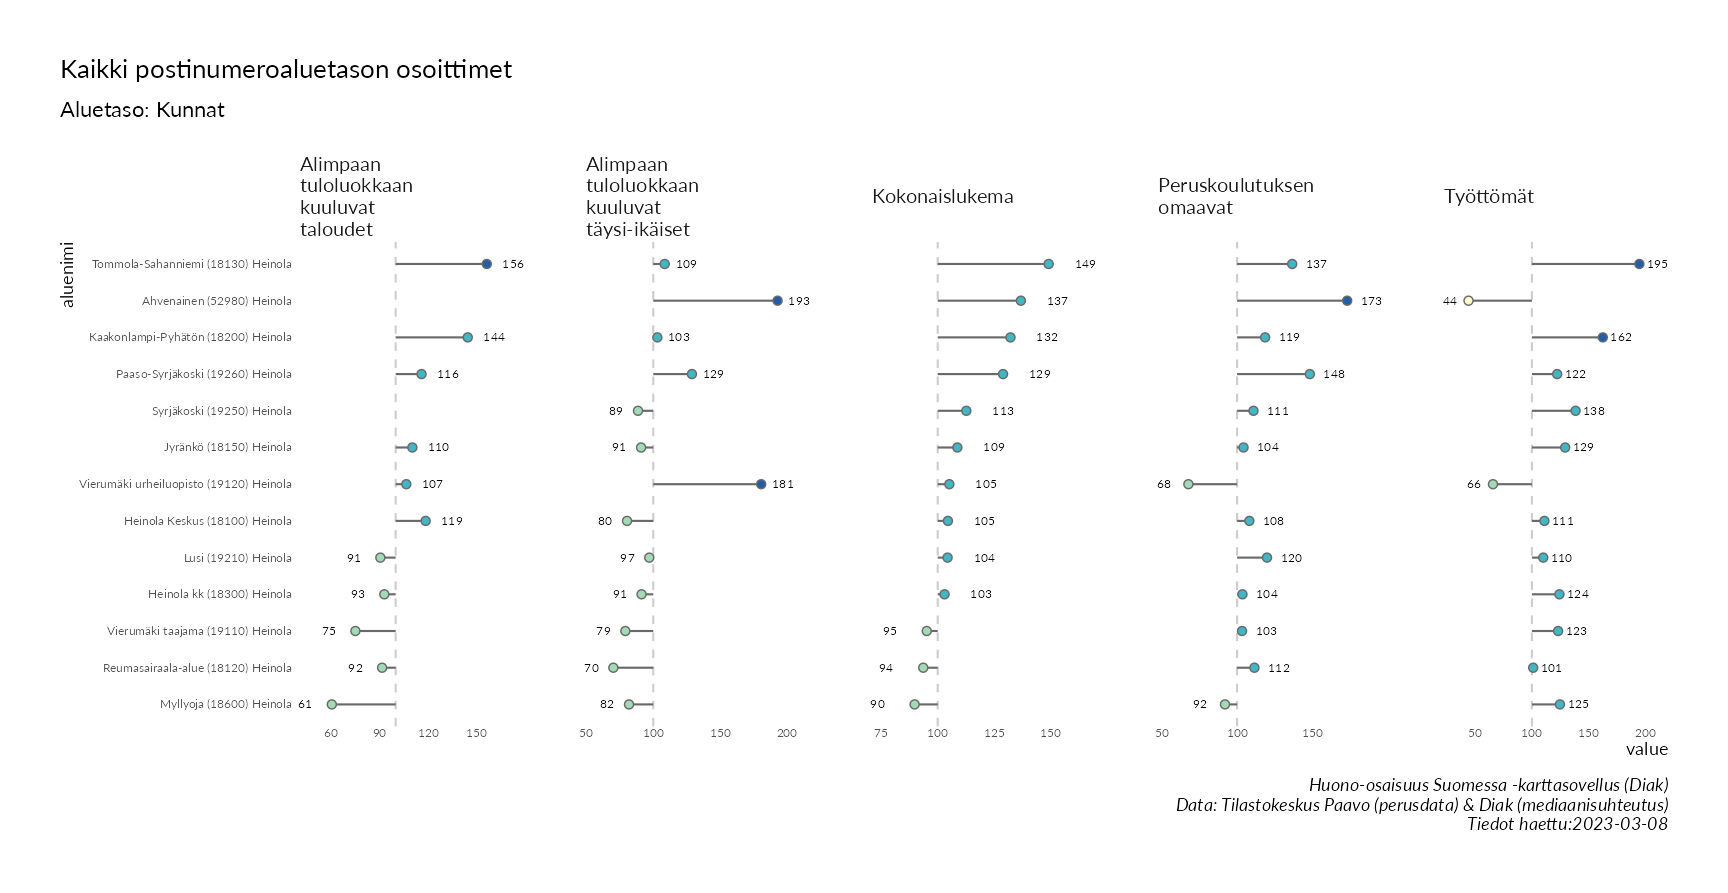 Kaikki postinumeroaluetason osoittimet
Aluetaso: Kunnat
Alimpaan
tuloluokkaan
kuuluvat
taloudet
Alimpaan
tuloluokkaan
kuuluvat
täysi-ikäiset
Kokonaislukema
Peruskoulutuksen
omaavat
Työttömät
aluenimi
Tommola-Sahanniemi (18130) Heinola 156 109 149 137 195
Ahvenainen (52980) Heinola 193 137 173 44
Kaakonlampi-Pyhätön (18200) Heinola 144 103 132 119 162
Paaso-Syrjäkoski (19260) Heinola 116 129 129 148 122
Syrjäkoski (19250) Heinola 89 113 111 138
Jyränkö (18150) Heinola 110 91 109 104 129
Vierumäki urheiluopisto (19120) Heinola 107 181 105 68 66
Heinola Keskus (18100) Heinola 119 80 105 108 111
Lusi (19210) Heinola 91 97 104 120 110
Heinola kk (18300) Heinola 93 91 103 104 124
Vierumäki taajama (19110) Heinola 75 79 95 103 123
Reumasairaala-alue (18120) Heinola 92 70 94 112 101
Myllyoja (18600) Heinola 61 82 90 92 125
60 90 120 150 50 100 150 200 75 100 125 150 50 100 150 50 100 150 200
value
Huono-osaisuus Suomessa -karttasovellus (Diak)
Data: Tilastokeskus Paavo (perusdata) & Diak (mediaanisuhteutus)
Tiedot haettu:2023-03-08